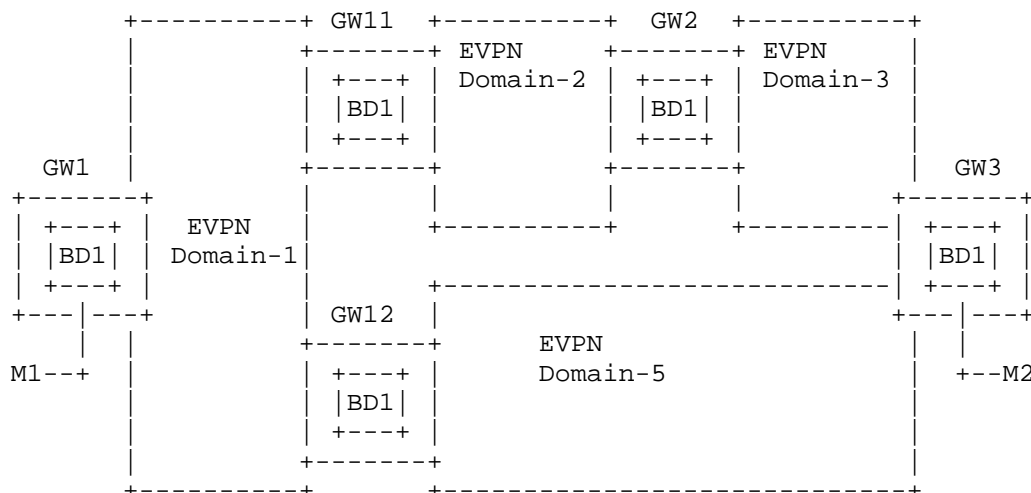 +----------+ GW11 +----------+ GW2 +----------+
| +-------+ EVPN +-------+ EVPN |
| | +---+ | Domain-2 | +---+ | Domain-3 |
| | |BD1| | | |BD1| | |
| | +---+ | | +---+ | |
GW1 | +-------+ +-------+ GW3
+-------+ | | | | +-------+
| +---+ | EVPN | +----------+ +---------| +---+ |
| |BD1| | Domain-1| | |BD1| |
| +---+ | | +---------------------------| +---+ |
+---|---+ | GW12 | +---|---+
| | +-------+ EVPN | |
M1--+ | | +---+ | Domain-5 | +--M2
| | |BD1| | |
| | +---+ | |
| +-------+ |
+----------+ +----------------------------+